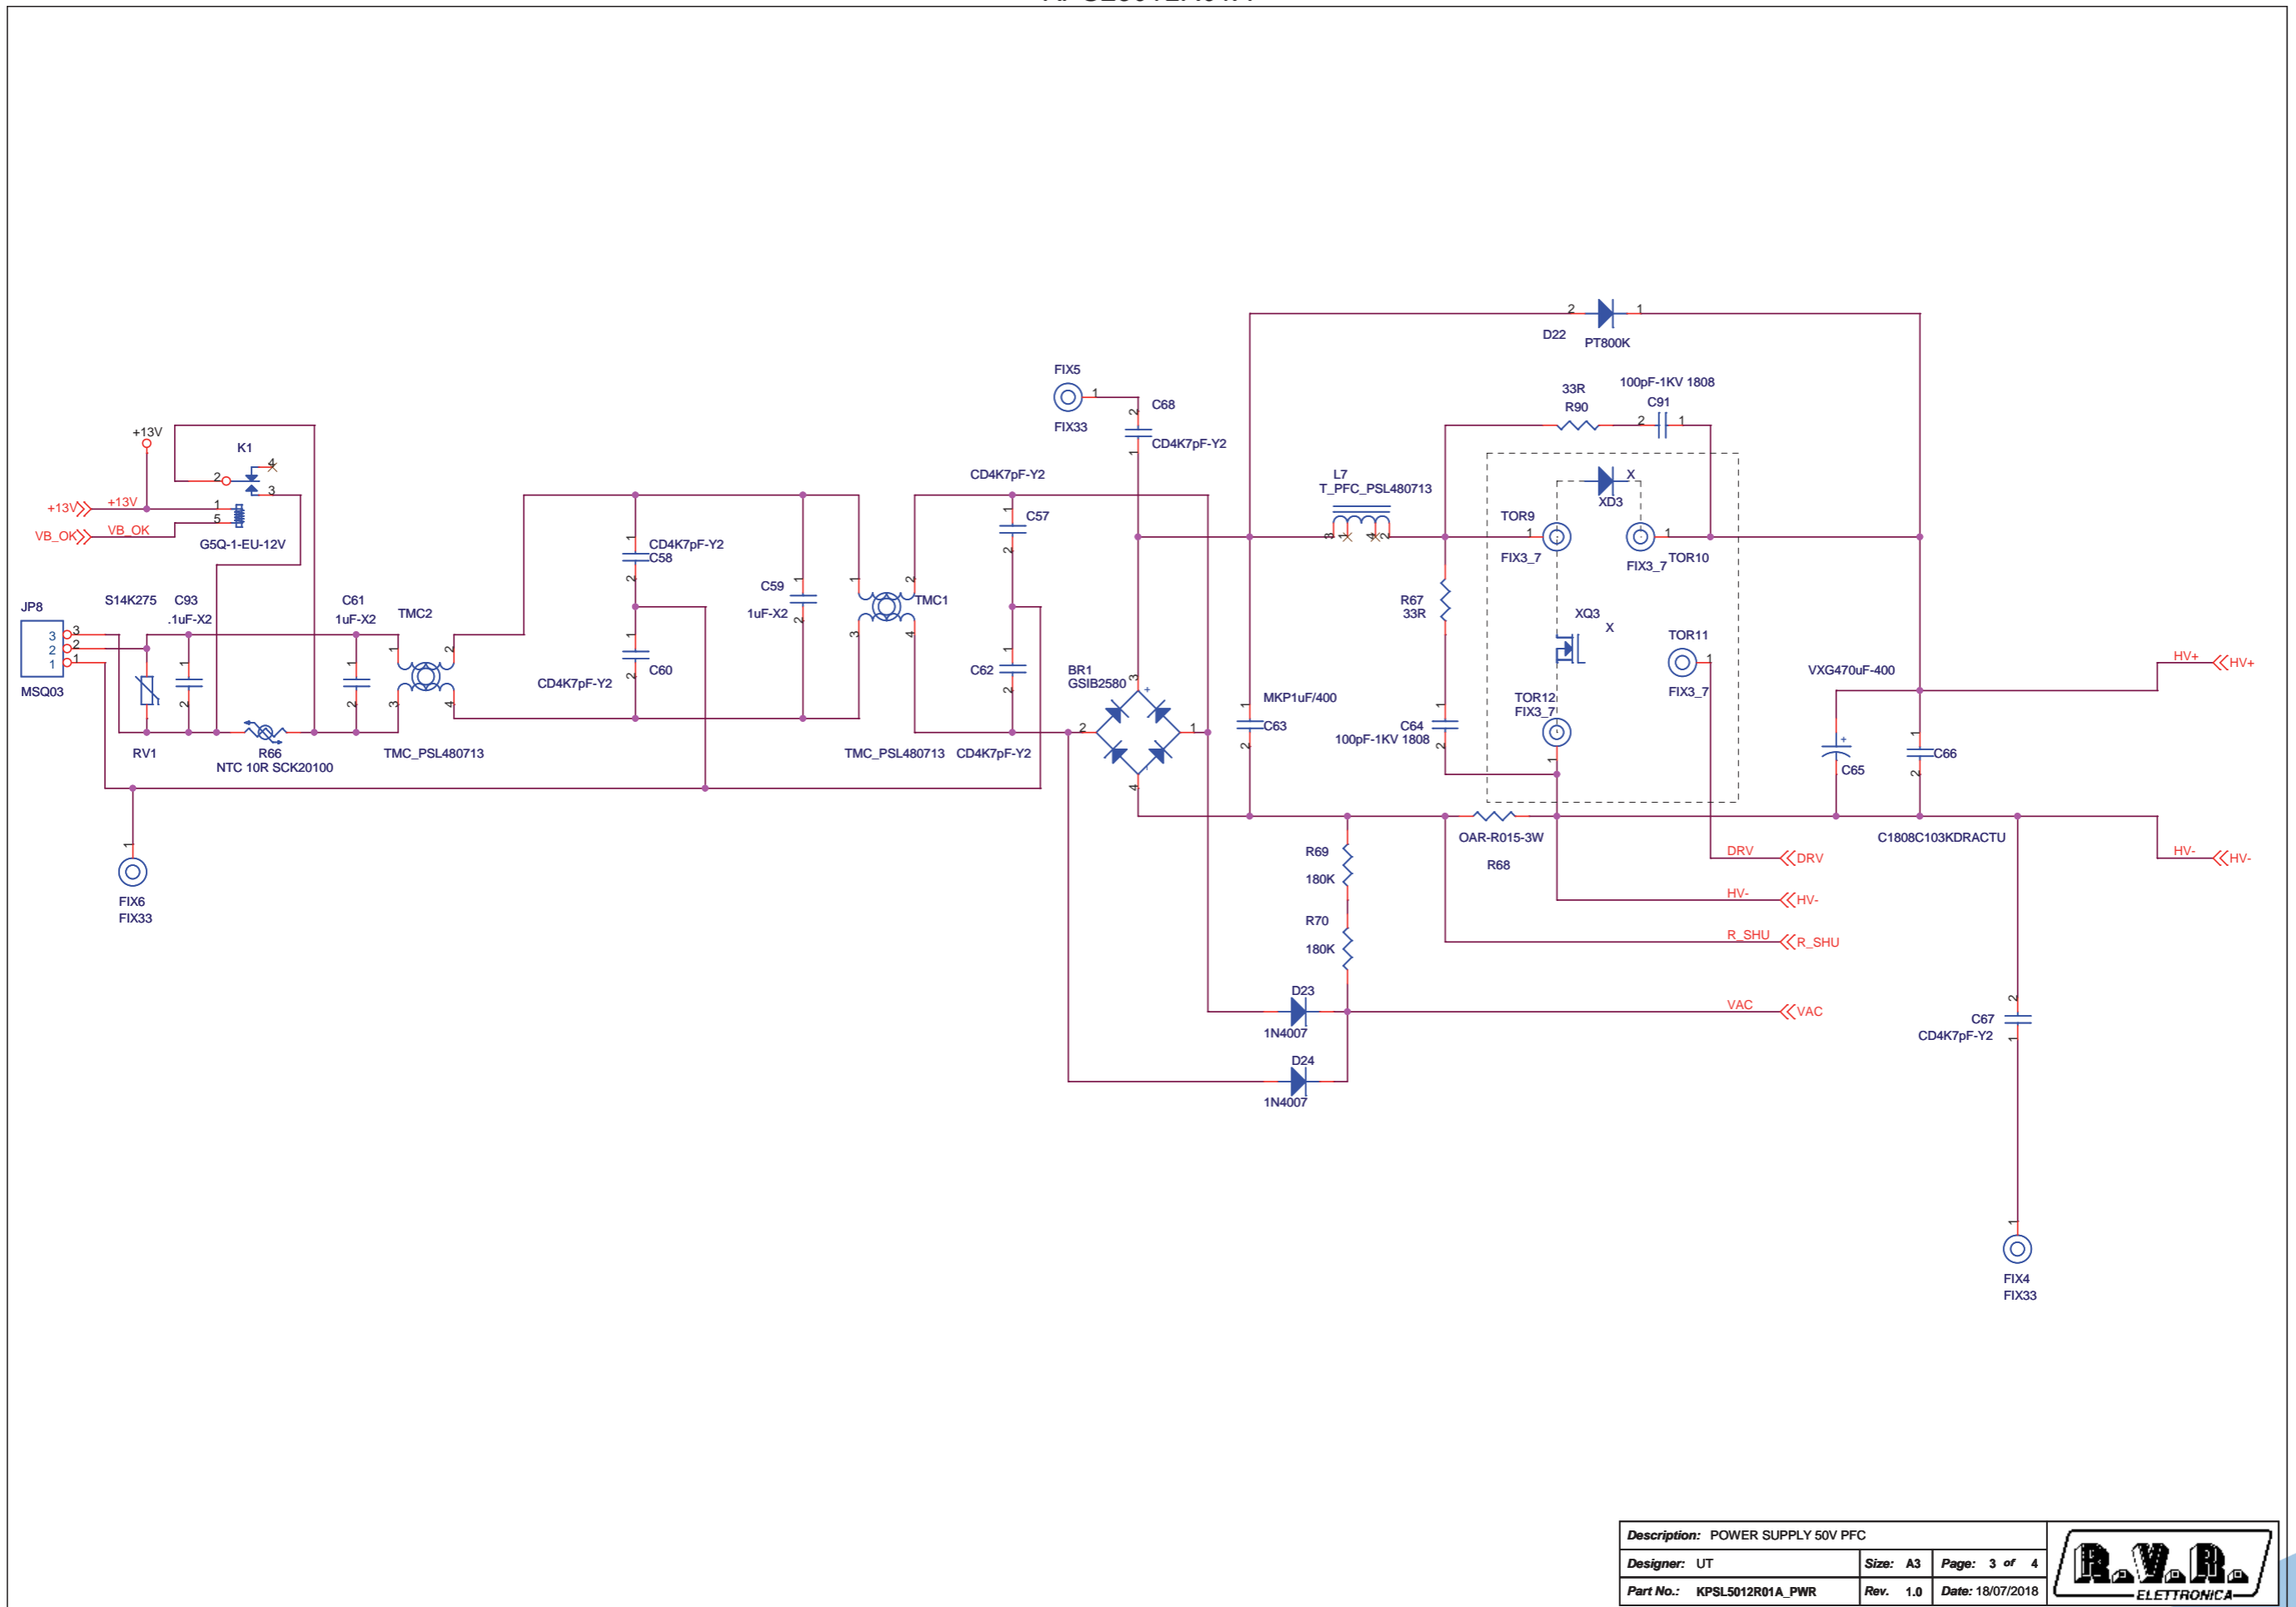 D22
PT800K
33R
R90
100pF-1KV 1808
C91
FIX5
FIX33
C68
CD4K7pF-Y2
+13V
K1
+13V
+13V
VB_OK
VB_OK
G5Q-1-EU-12V
CD4K7pF-Y2
C57
L7
T_PFC_PSL480713
X
XD3
TOR9
FIX3_7
FIX3_7
TOR10
CD4K7pF-Y2
C58
C59
1uF-X2
TMC1
R67
33R
XQ3
X
TOR11
FIX3_7
JP8
S14K275
C93
.1uF-X2
C61
1uF-X2
TMC2
3
2
1
MSQ03
C60
CD4K7pF-Y2
C62
BR1
GSIB2580
MKP1uF/400
C63
C64
100pF-1KV 1808
TOR12
FIX3_7
VXG470uF-400
HV+
HV+
RV1
R66
NTC 10R SCK20100
TMC_PSL480713
TMC_PSL480713
CD4K7pF-Y2
C65
C66
OAR-R015-3W
R68
C1808C103KDRACTU
R69
180K
DRV
DRV
HV-
HV-
FIX6
FIX33
HV-
HV-
R70
180K
R_SHU
R_SHU
D23
1N4007
VAC
VAC
C67
CD4K7pF-Y2
D24
1N4007
FIX4
FIX33
Description: POWER SUPPLY 50V PFC
Designer: UT
Size: A3
Page: 3 of 4
Part No.: KPSL5012R01A_PWR
Rev. 1.0
Date: 18/07/2018
R.V.R.
ELETTRONICA